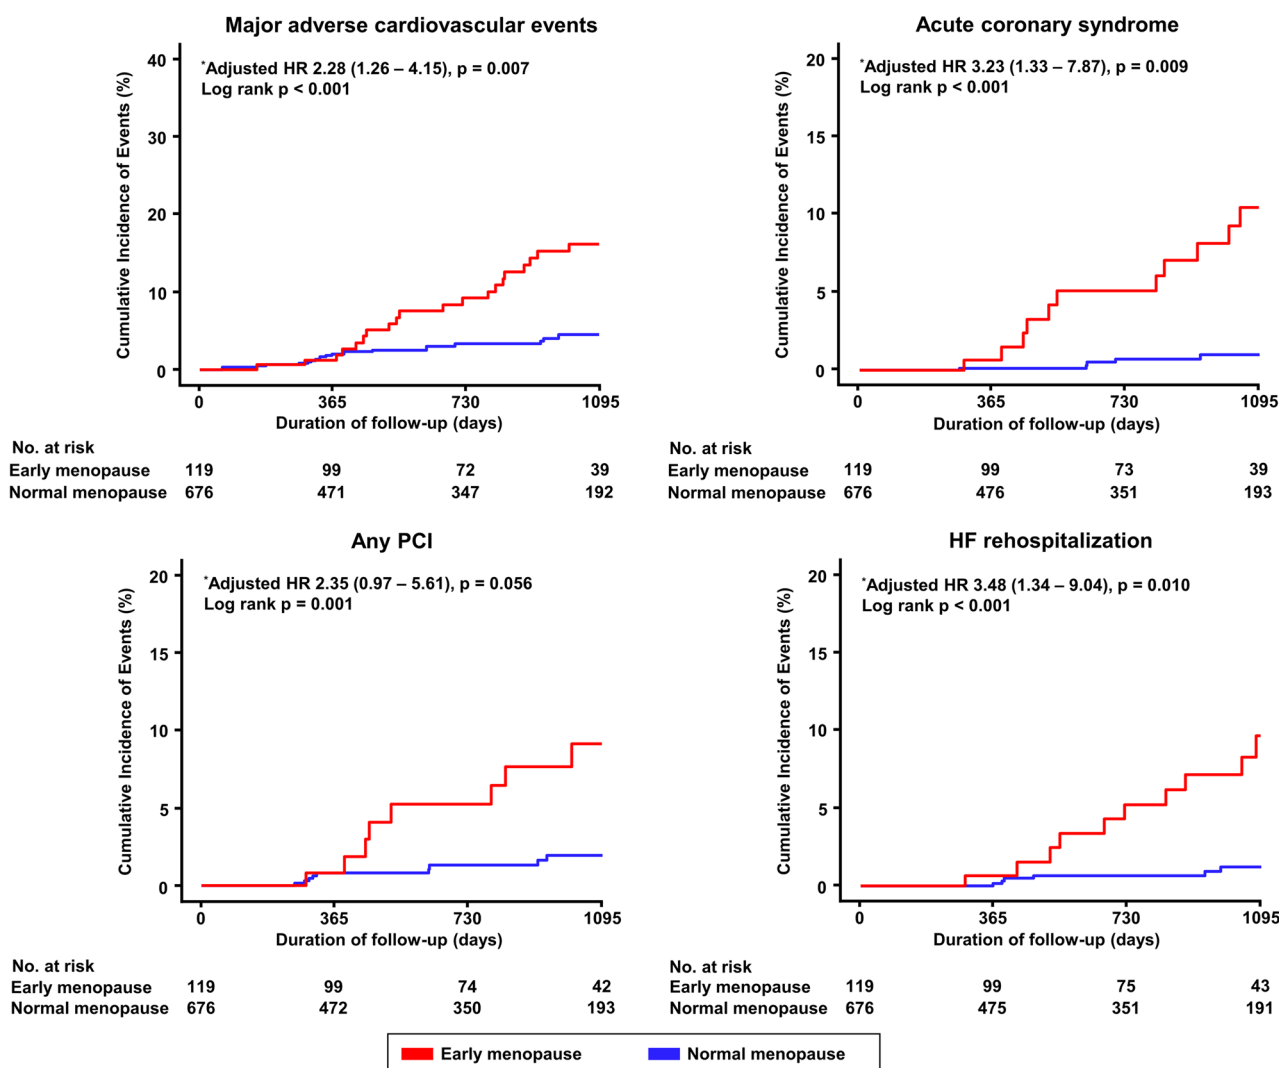 Major adverse cardiovascular events
*Adjusted HR 2.28 (1.26 – 4.15), p = 0.007
Log rank p < 0.001
Cumulative Incidence of Events (%)
40
30
20
10
0
0 365 730 1095
Duration of follow-up (days)
No. at risk
Early menopause 119 99 72 39
Normal menopause 676 471 347 192
Acute coronary syndrome
*Adjusted HR 3.23 (1.33 – 7.87), p = 0.009
Log rank p < 0.001
Cumulative Incidence of Events (%)
20
15
10
5
0
0 365 730 1095
Duration of follow-up (days)
No. at risk
Early menopause 119 99 73 39
Normal menopause 676 476 351 193
Any PCI
*Adjusted HR 2.35 (0.97 – 5.61), p = 0.056
Log rank p = 0.001
Cumulative Incidence of Events (%)
20
15
10
5
0
0 365 730 1095
Duration of follow-up (days)
No. at risk
Early menopause 119 99 74 42
Normal menopause 676 472 350 193
HF rehospitalization
*Adjusted HR 3.48 (1.34 – 9.04), p = 0.010
Log rank p < 0.001
Cumulative Incidence of Events (%)
20
15
10
5
0
0 365 730 1095
Duration of follow-up (days)
No. at risk
Early menopause 119 99 75 43
Normal menopause 676 475 351 191
Early menopause Normal menopause